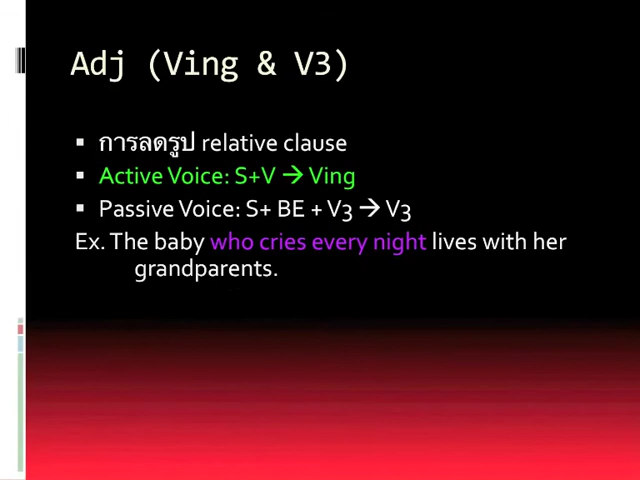 Adj (Ving & V3)
▪ การลดรูป relative clause
▪ Active Voice: S+V → Ving
▪ Passive Voice: S+ BE + V3 → V3
Ex. The baby who cries every night lives with her
grandparents.